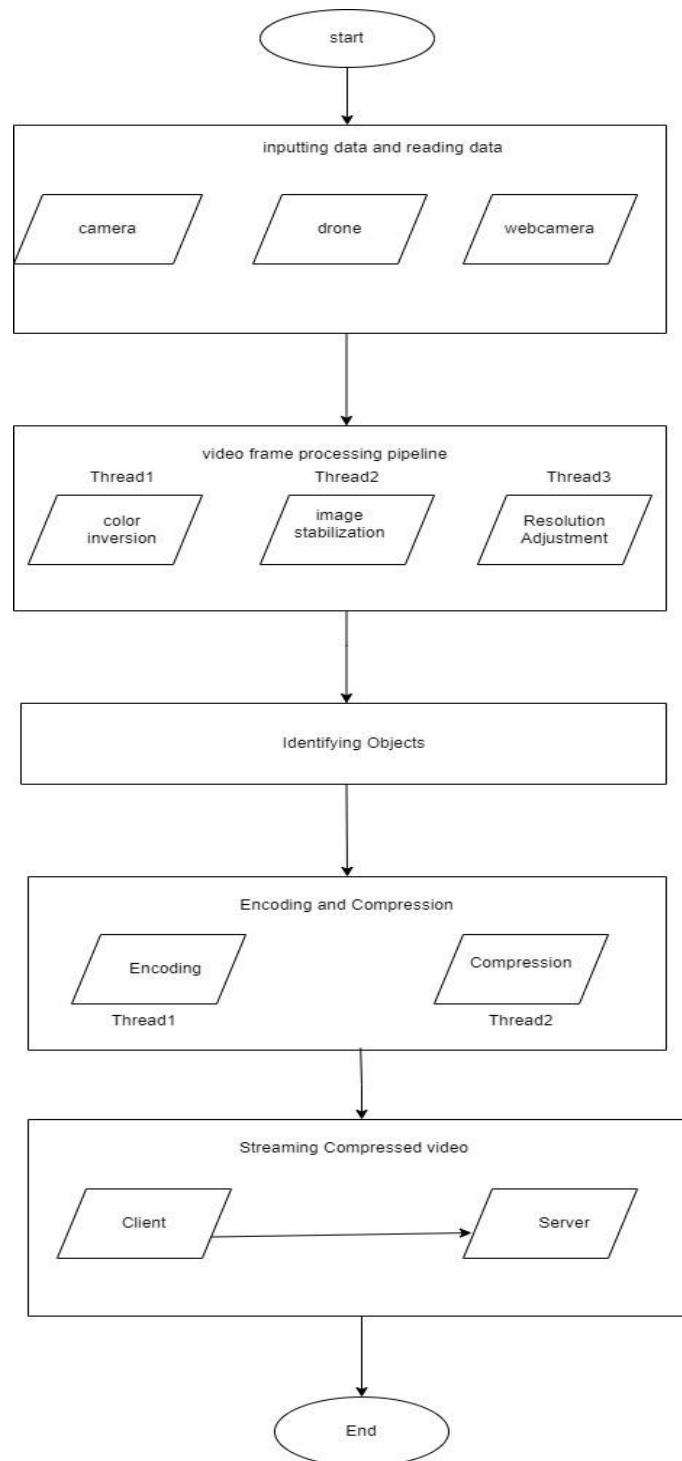 start
inputting data and reading data
camera
drone
webcamera
video frame processing pipeline
Thread1
Thread2
Thread3
color
inversion
image
stabilization
Resolution
Adjustment
Identifying Objects
Encoding and Compression
Encoding
Compression
Thread1
Thread2
Streaming Compressed video
Client
Server
End